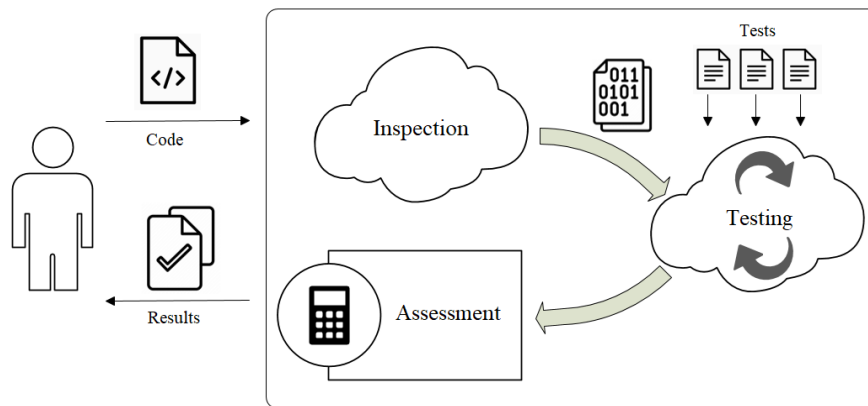 Tests
</>
011
0101
001
Inspection
Code
Testing
Assessment
Results